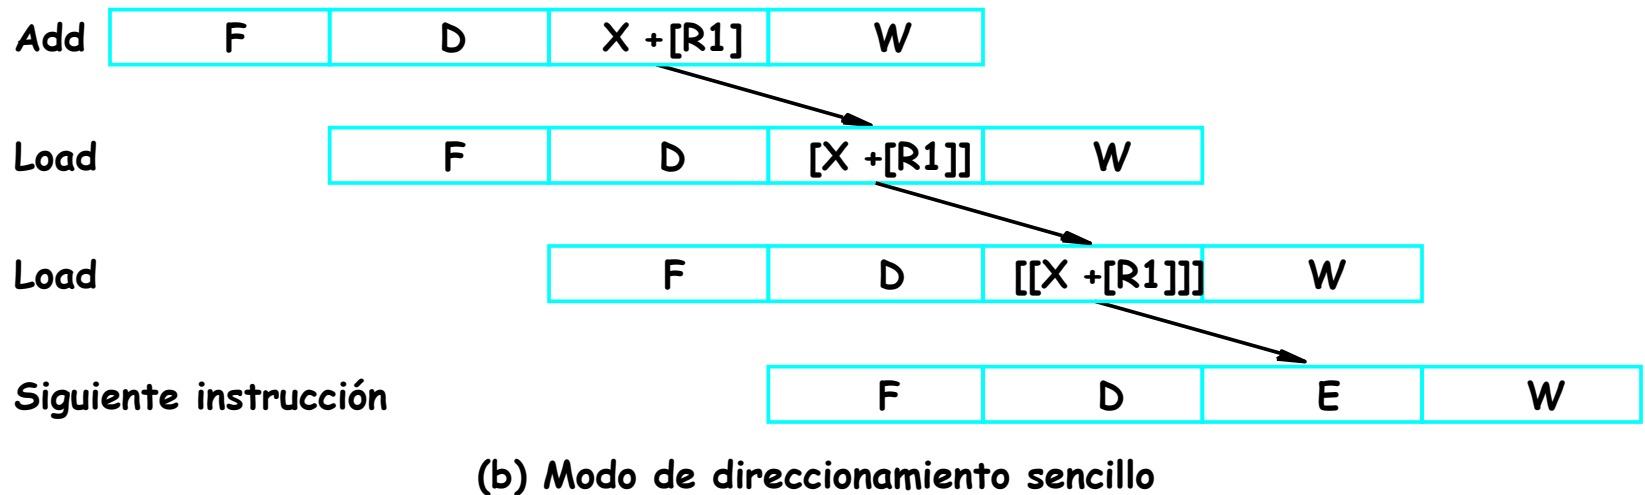 Add F D X +[R1] W
Load F D [X +[R1]] W
Load F D [[X +[R1]]] W
Siguiente instrucción F D E W
(b) Modo de direccionamiento sencillo